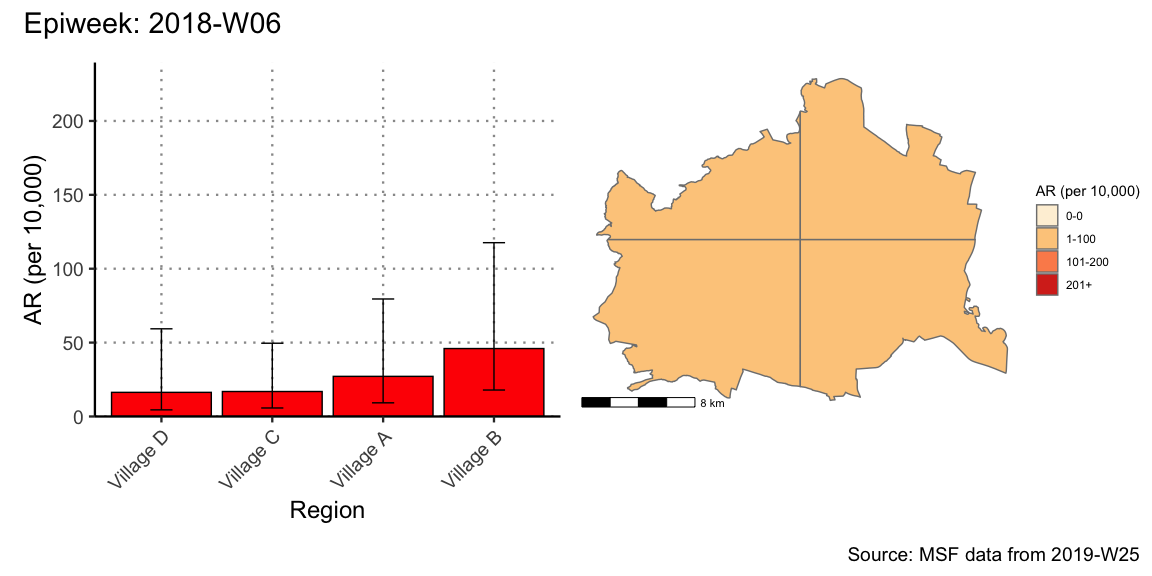 Epiweek: 2018-W06
AR (per 10,000)
200
150
100
50
0
Village D
Village C
Village A
Village B
Region
8 km
AR (per 10,000)
0-0
1-100
101-200
201+
Source: MSF data from 2019-W25